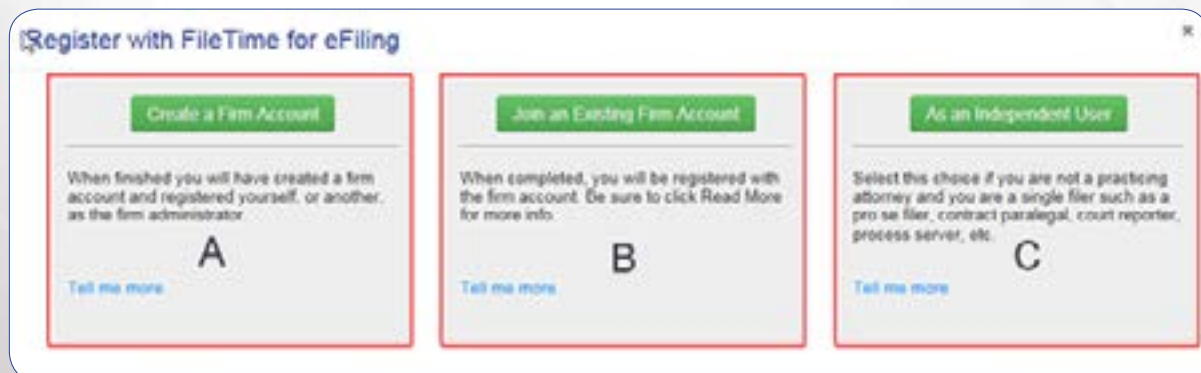 Register with FileTime for eFiling
×
Create a Firm Account
When finished you will have created a firm
account and registered yourself, or another,
as the firm administrator
A
Tell me more
Join an Existing Firm Account
When completed, you will be registered with
the firm account. Be sure to click Read More
for more info.
B
Tell me more
As an Independent User
Select this choice if you are not a practicing
attorney and you are a single filer such as a
pro se filer, contract paralegal, court reporter,
process server, etc.
C
Tell me more